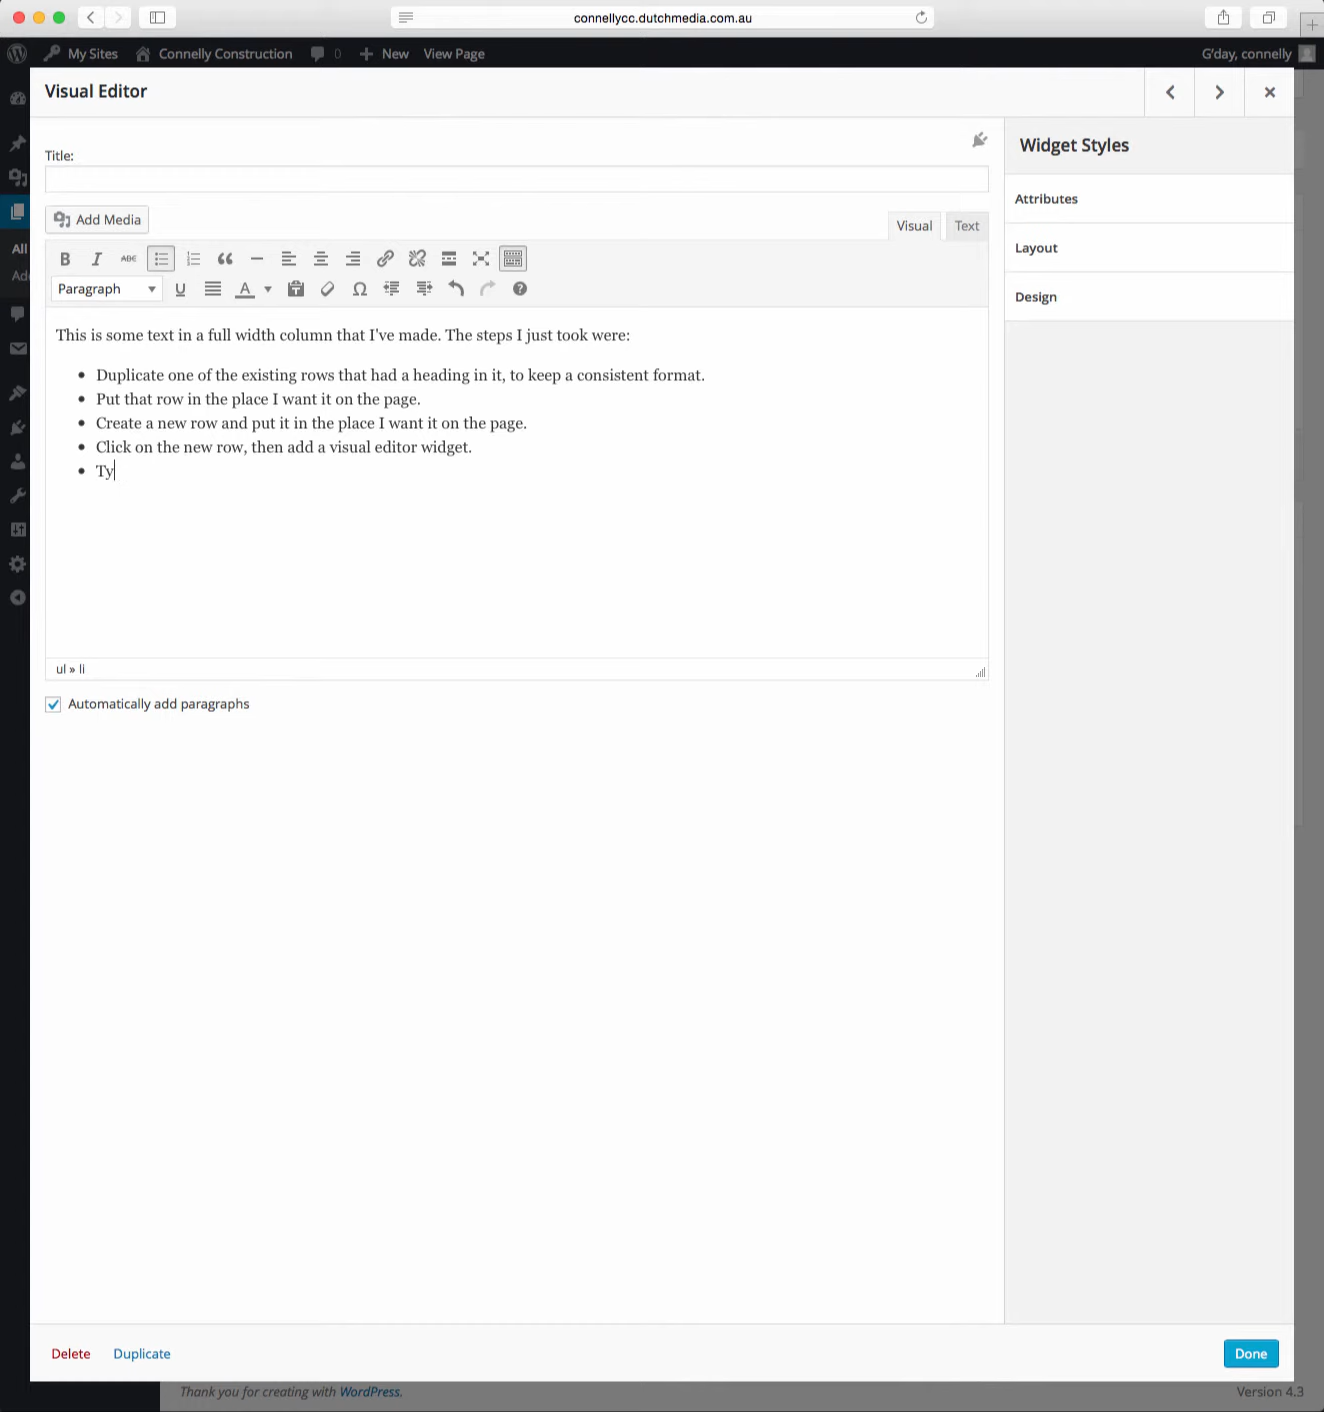 connellycc.dutchmedia.com.au
My Sites Connelly Construction 0 New View Page G'day, connelly
Visual Editor
Widget Styles
Title:
Attributes
Add Media
Visual Text
Layout
B I ABC
Paragraph U A Ω
Design
This is some text in a full width column that I've made. The steps I just took were:
• Duplicate one of the existing rows that had a heading in it, to keep a consistent format.
• Put that row in the place I want it on the page.
• Create a new row and put it in the place I want it on the page.
• Click on the new row, then add a visual editor widget.
• Ty
All
Ad
ul » li
Automatically add paragraphs
Delete Duplicate Done
Thank you for creating with WordPress. Version 4.3